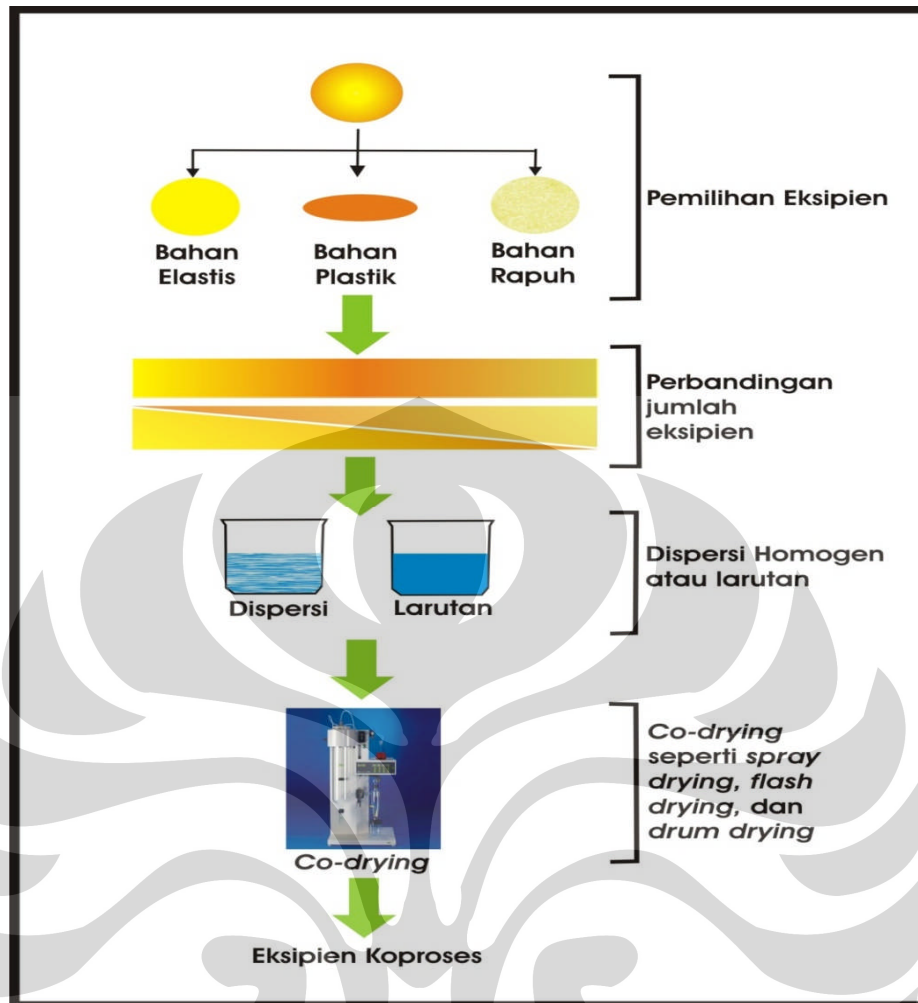 Bahan
Elastis
Bahan
Plastik
Bahan
Rapuh
Pemilihan Eksipien
Perbandingan
jumlah
eksipien
Dispersi
Larutan
Dispersi Homogen
atau larutan
Co-drying
Co-drying
seperti spray
drying, flash
drying, dan
drum drying
Eksipien Koproses